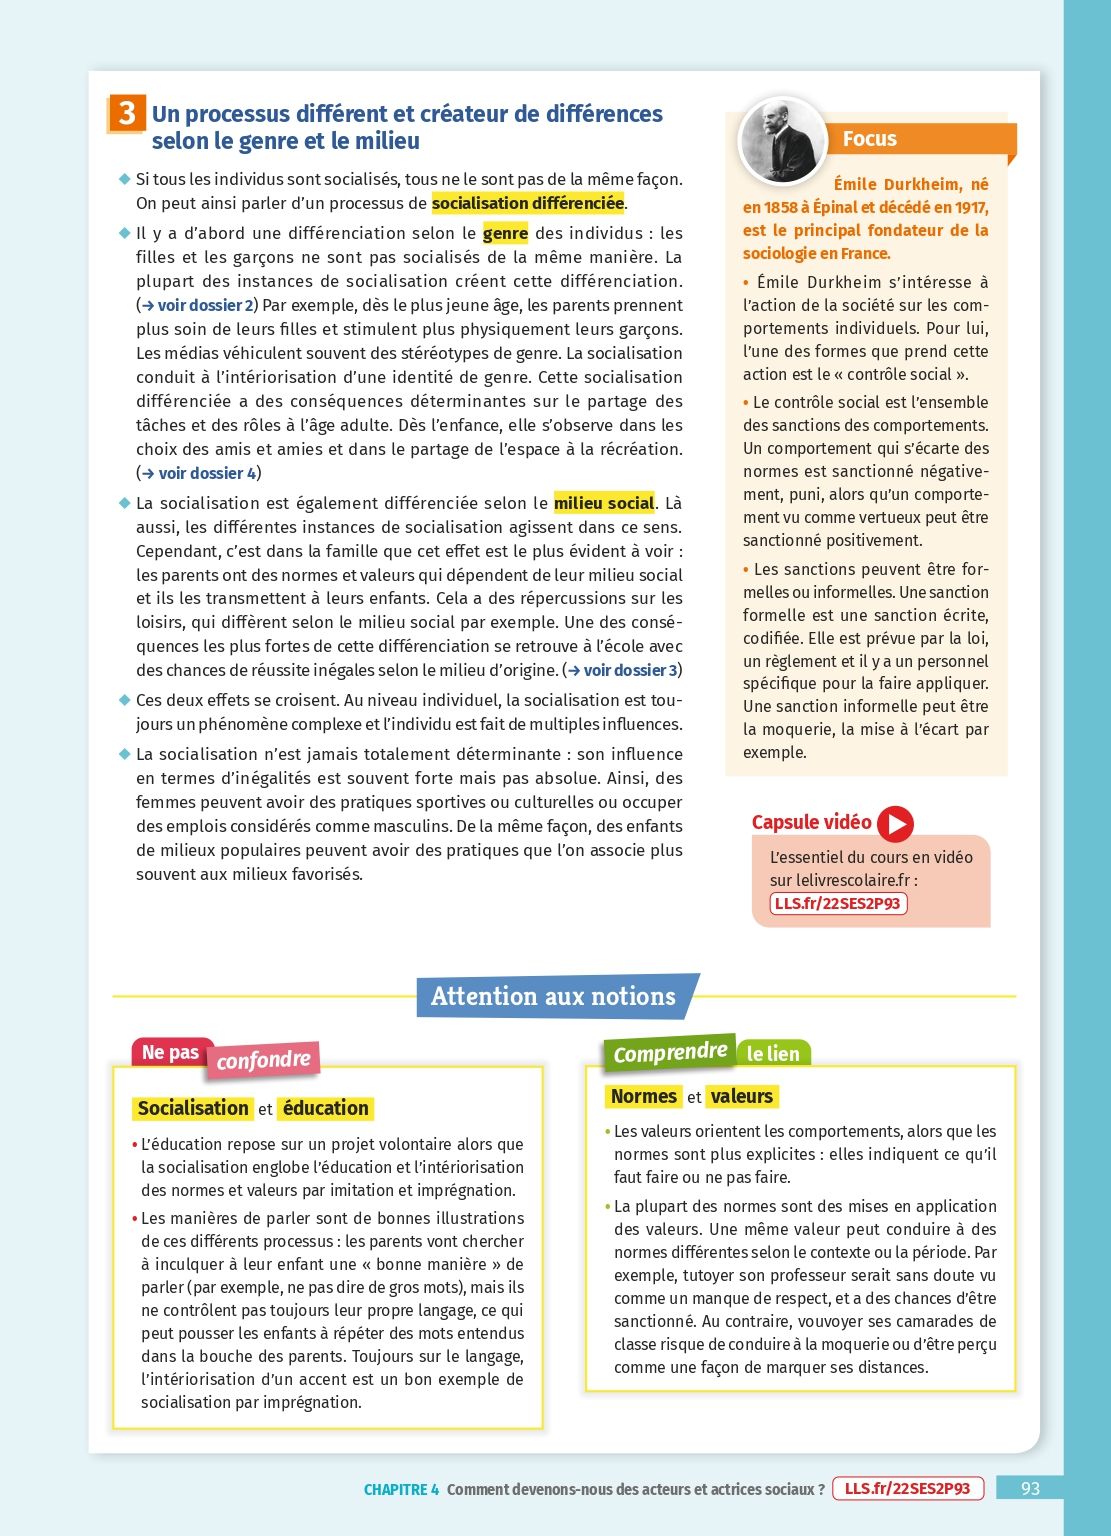 3 Un processus différent et créateur de différences
selon le genre et le milieu
◆ Si tous les individus sont socialisés, tous ne le sont pas de la même façon.
On peut ainsi parler d’un processus de socialisation différenciée.
◆ Il y a d’abord une différenciation selon le genre des individus : les
filles et les garçons ne sont pas socialisés de la même manière. La
plupart des instances de socialisation créent cette différenciation.
(→ voir dossier 2) Par exemple, dès le plus jeune âge, les parents prennent
plus soin de leurs filles et stimulent plus physiquement leurs garçons.
Les médias véhiculent souvent des stéréotypes de genre. La socialisation
conduit à l’intériorisation d’une identité de genre. Cette socialisation
différenciée a des conséquences déterminantes sur le partage des
tâches et des rôles à l’âge adulte. Dès l’enfance, elle s’observe dans les
choix des amis et amies et dans le partage de l’espace à la récréation.
(→ voir dossier 4)
◆ La socialisation est également différenciée selon le milieu social. Là
aussi, les différentes instances de socialisation agissent dans ce sens.
Cependant, c’est dans la famille que cet effet est le plus évident à voir :
les parents ont des normes et valeurs qui dépendent de leur milieu social
et ils les transmettent à leurs enfants. Cela a des répercussions sur les
loisirs, qui diffèrent selon le milieu social par exemple. Une des consé-
quences les plus fortes de cette différenciation se retrouve à l’école avec
des chances de réussite inégales selon le milieu d’origine. (→ voir dossier 3)
◆ Ces deux effets se croisent. Au niveau individuel, la socialisation est tou-
jours un phénomène complexe et l’individu est fait de multiples influences.
◆ La socialisation n’est jamais totalement déterminante : son influence
en termes d’inégalités est souvent forte mais pas absolue. Ainsi, des
femmes peuvent avoir des pratiques sportives ou culturelles ou occuper
des emplois considérés comme masculins. De la même façon, des enfants
de milieux populaires peuvent avoir des pratiques que l’on associe plus
souvent aux milieux favorisés.
Focus
Émile Durkheim, né
en 1858 à Épinal et décédé en 1917,
est le principal fondateur de la
sociologie en France.
• Émile Durkheim s’intéresse à
l’action de la société sur les com-
portements individuels. Pour lui,
l’une des formes que prend cette
action est le « contrôle social ».
• Le contrôle social est l’ensemble
des sanctions des comportements.
Un comportement qui s’écarte des
normes est sanctionné négative-
ment, puni, alors qu’un comporte-
ment vu comme vertueux peut être
sanctionné positivement.
• Les sanctions peuvent être for-
melles ou informelles. Une sanction
formelle est une sanction écrite,
codifiée. Elle est prévue par la loi,
un règlement et il y a un personnel
spécifique pour la faire appliquer.
Une sanction informelle peut être
la moquerie, la mise à l’écart par
exemple.
Capsule vidéo
L’essentiel du cours en vidéo
sur lelivrescolaire.fr :
LLS.fr/22SES2P93
Attention aux notions
Ne pas confondre
Socialisation et éducation
• L’éducation repose sur un projet volontaire alors que
la socialisation englobe l’éducation et l’intériorisation
des normes et valeurs par imitation et imprégnation.
• Les manières de parler sont de bonnes illustrations
de ces différents processus : les parents vont chercher
à inculquer à leur enfant une « bonne manière » de
parler (par exemple, ne pas dire de gros mots), mais ils
ne contrôlent pas toujours leur propre langage, ce qui
peut pousser les enfants à répéter des mots entendus
dans la bouche des parents. Toujours sur le langage,
l’intériorisation d’un accent est un bon exemple de
socialisation par imprégnation.
Comprendre le lien
Normes et valeurs
• Les valeurs orientent les comportements, alors que les
normes sont plus explicites : elles indiquent ce qu’il
faut faire ou ne pas faire.
• La plupart des normes sont des mises en application
des valeurs. Une même valeur peut conduire à des
normes différentes selon le contexte ou la période. Par
exemple, tutoyer son professeur serait sans doute vu
comme un manque de respect, et a des chances d’être
sanctionné. Au contraire, vouvoyer ses camarades de
classe risque de conduire à la moquerie ou d’être perçu
comme une façon de marquer ses distances.
CHAPITRE 4 Comment devenons-nous des acteurs et actrices sociaux ? LLS.fr/22SES2P93 93